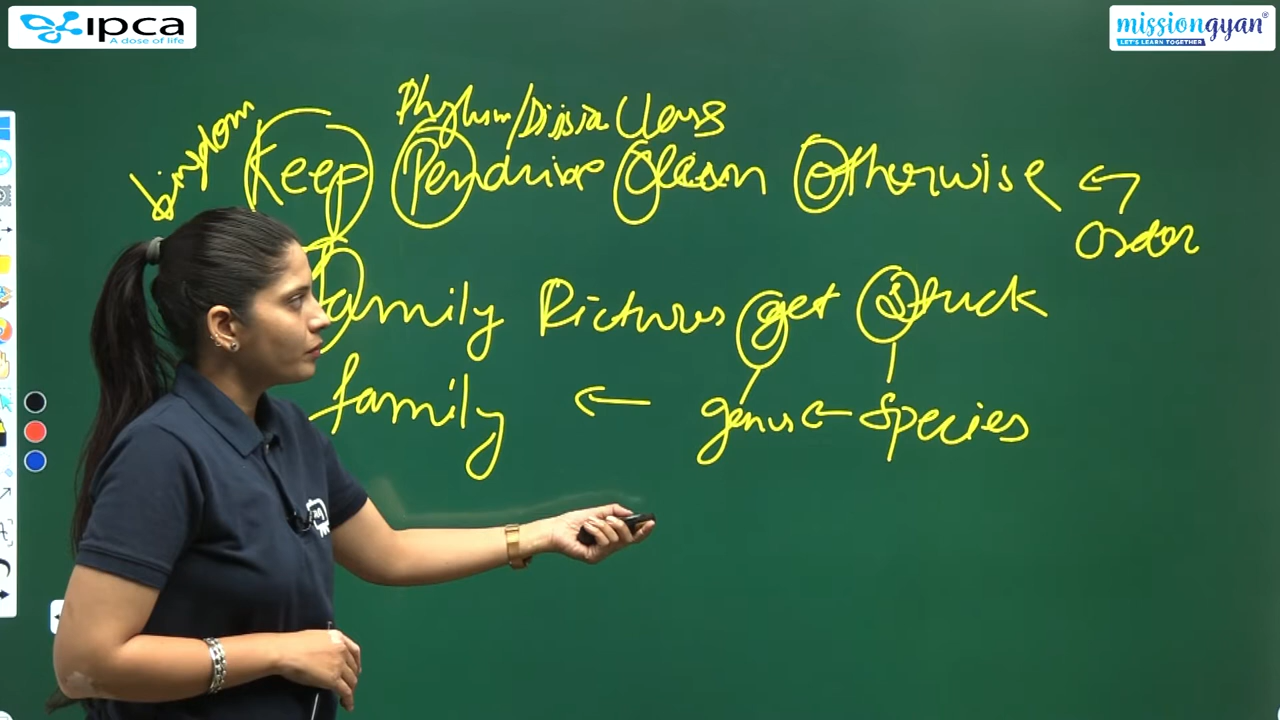 ipca
A dose of life
missiongyan®
LET'S LEARN TOGETHER
Phylum/Division Class
kingdom
Keep Pendrive Clean Otherwise ←
Order
Family Pictures get Stuck
family ← genus ← Species